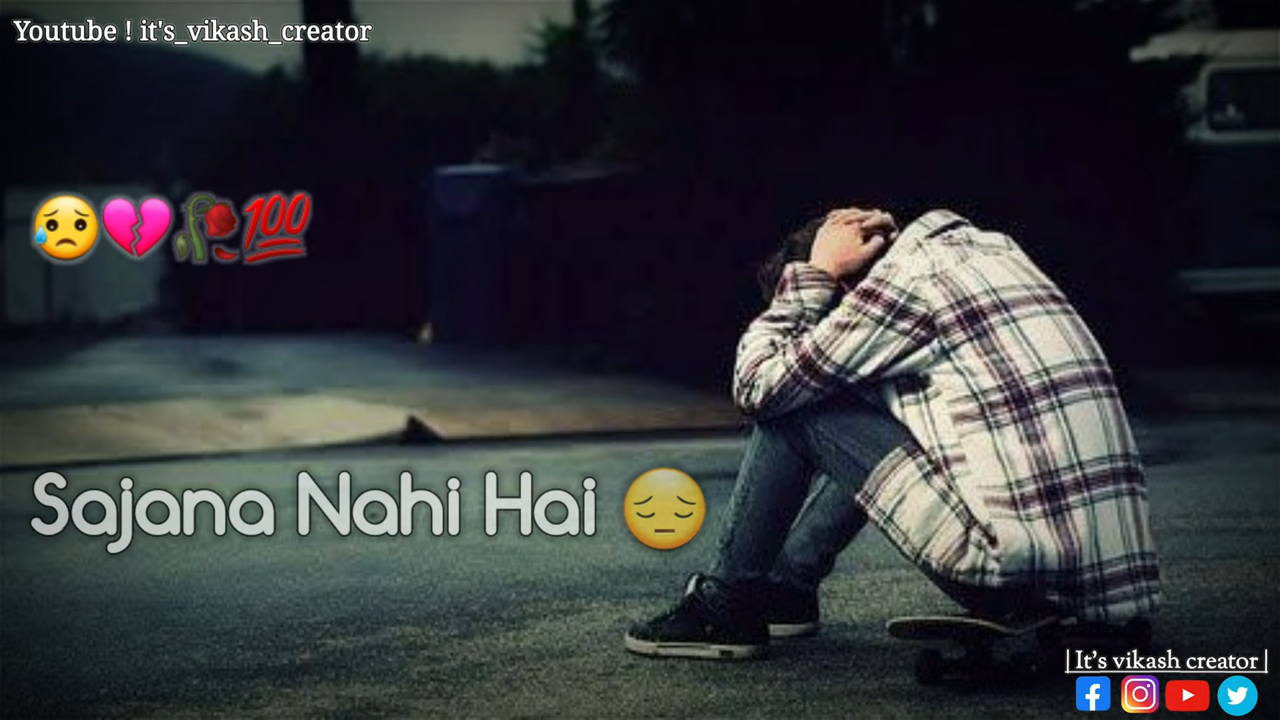 Youtube ! it's_vikash_creator
😥💔🥀💯
Sajana Nahi Hai 😔
| It's vikash creator |